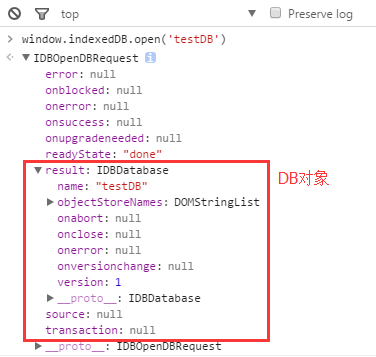 top Preserve log
> window.indexedDB.open('testDB')
IDBOpenDBRequest i
error: null
onblocked: null
onerror: null
onsuccess: null
onupgradeneeded: null
readyState: "done"
result: IDBDatabase
name: "testDB"
DB对象
objectStoreNames: DOMStringList
onabort: null
onclose: null
onerror: null
onversionchange: null
version: 1
__proto__: IDBDatabase
source: null
transaction: null
__proto__: IDBOpenDBRequest